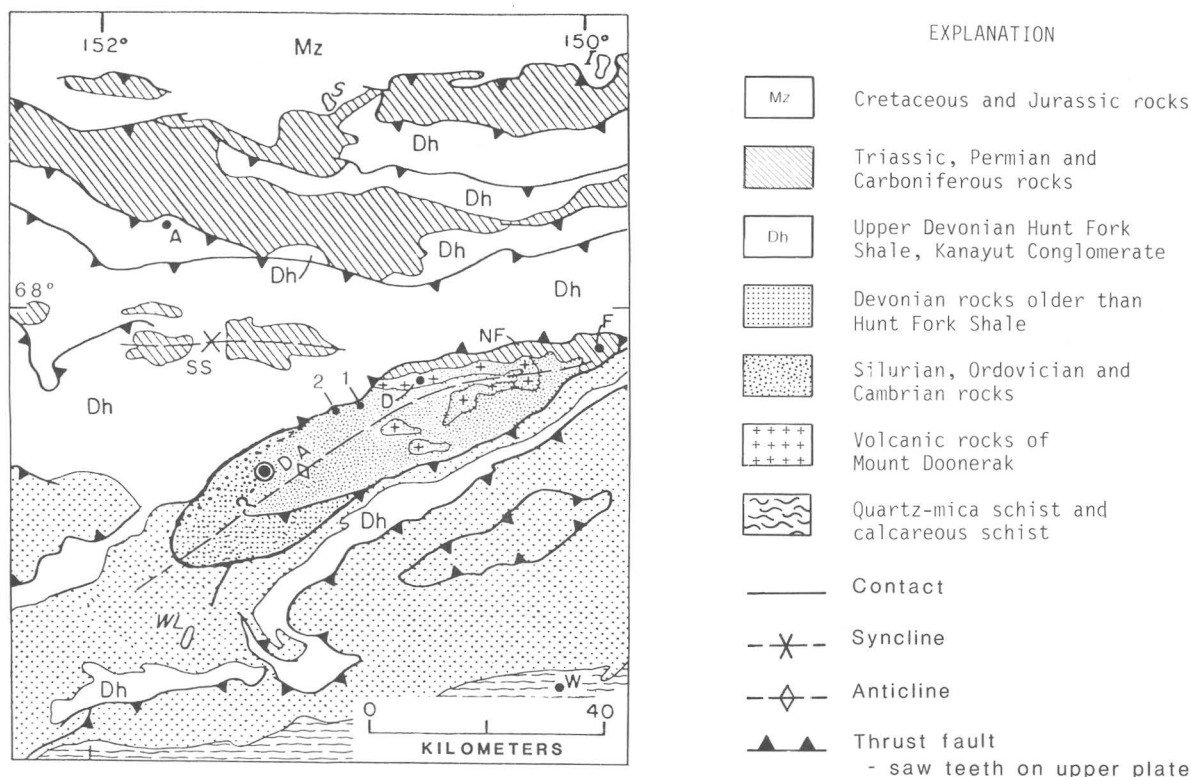 152°
Mz
150°
I
S
Dh
Dh
A
Dh
Dh
68°
Dh
F
NF
SS
2 1
D
Dh
DA
Dh
WL
Dh
W
0 40
KILOMETERS
EXPLANATION
Mz
Cretaceous and Jurassic rocks
Triassic, Permian and
Carboniferous rocks
Dh
Upper Devonian Hunt Fork
Shale, Kanayut Conglomerate
Devonian rocks older than
Hunt Fork Shale
Silurian, Ordovician and
Cambrian rocks
Volcanic rocks of
Mount Doonerak
Quartz-mica schist and
calcareous schist
Contact
Syncline
Anticline
Thrust fault
- saw teeth on upper plate